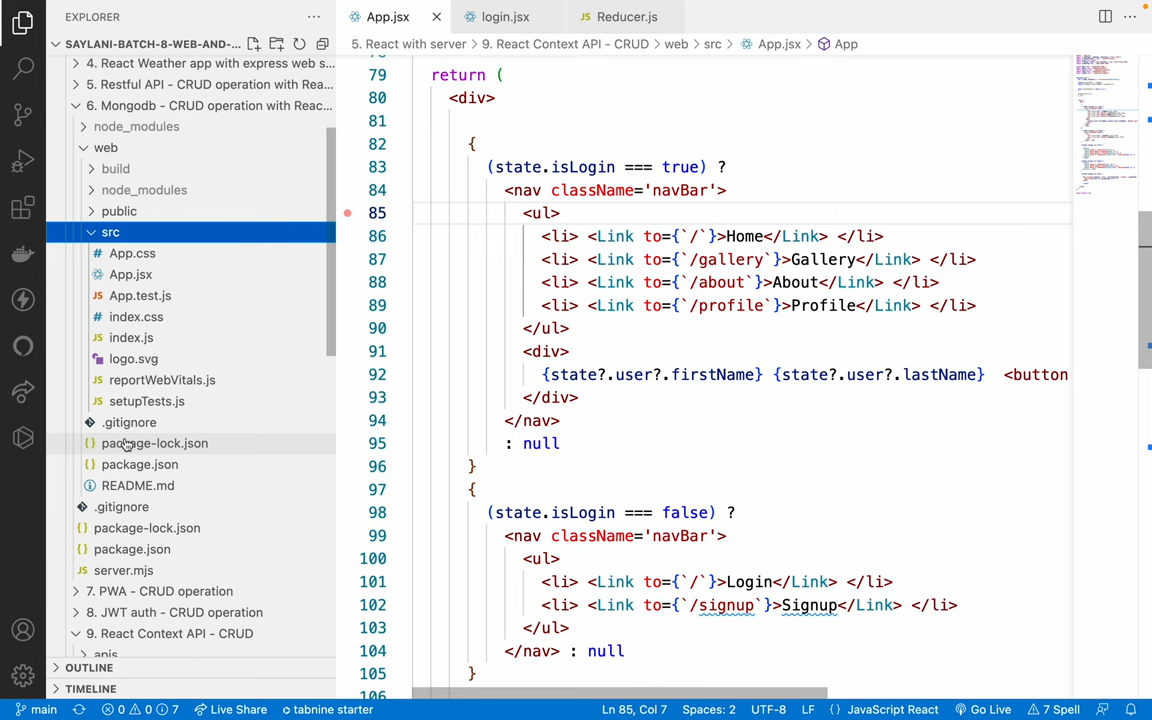 EXPLORER
App.jsx
login.jsx
JS Reducer.js
SAYLANI-BATCH-8-WEB-AND-...
5. React with server > 9. React Context API - CRUD > web > src > App.jsx > App
4. React Weather app with express web s...
5. Restful API - CRUD operation with Rea...
6. Mongodb - CRUD operation with Reac...
node_modules
web
build
node_modules
public
src
# App.css
App.jsx
JS App.test.js
# index.css
JS index.js
logo.svg
JS reportWebVitals.js
JS setupTests.js
.gitignore
{} package-lock.json
{} package.json
README.md
.gitignore
{} package-lock.json
{} package.json
JS server.mjs
7. PWA - CRUD operation
8. JWT auth - CRUD operation
9. React Context API - CRUD
apis
OUTLINE
TIMELINE
79 return (
80 <div>
81
82 {
83 (state.isLogin === true) ?
84 <nav className='navBar'>
85 <ul>
86 <li> <Link to={`/`}>Home</Link> </li>
87 <li> <Link to={`/gallery`}>Gallery</Link> </li>
88 <li> <Link to={`/about`}>About</Link> </li>
89 <li> <Link to={`/profile`}>Profile</Link> </li>
90 </ul>
91 <div>
92 {state?.user?.firstName} {state?.user?.lastName} <button
93 </div>
94 </nav>
95 : null
96 }
97 {
98 (state.isLogin === false) ?
99 <nav className='navBar'>
100 <ul>
101 <li> <Link to={`/`}>Login</Link> </li>
102 <li> <Link to={`/signup`}>Signup</Link> </li>
103 </ul>
104 </nav> : null
105 }
106
main 0 0 7 Live Share tabnine starter Ln 85, Col 7 Spaces: 2 UTF-8 LF {} JavaScript React Go Live 7 Spell